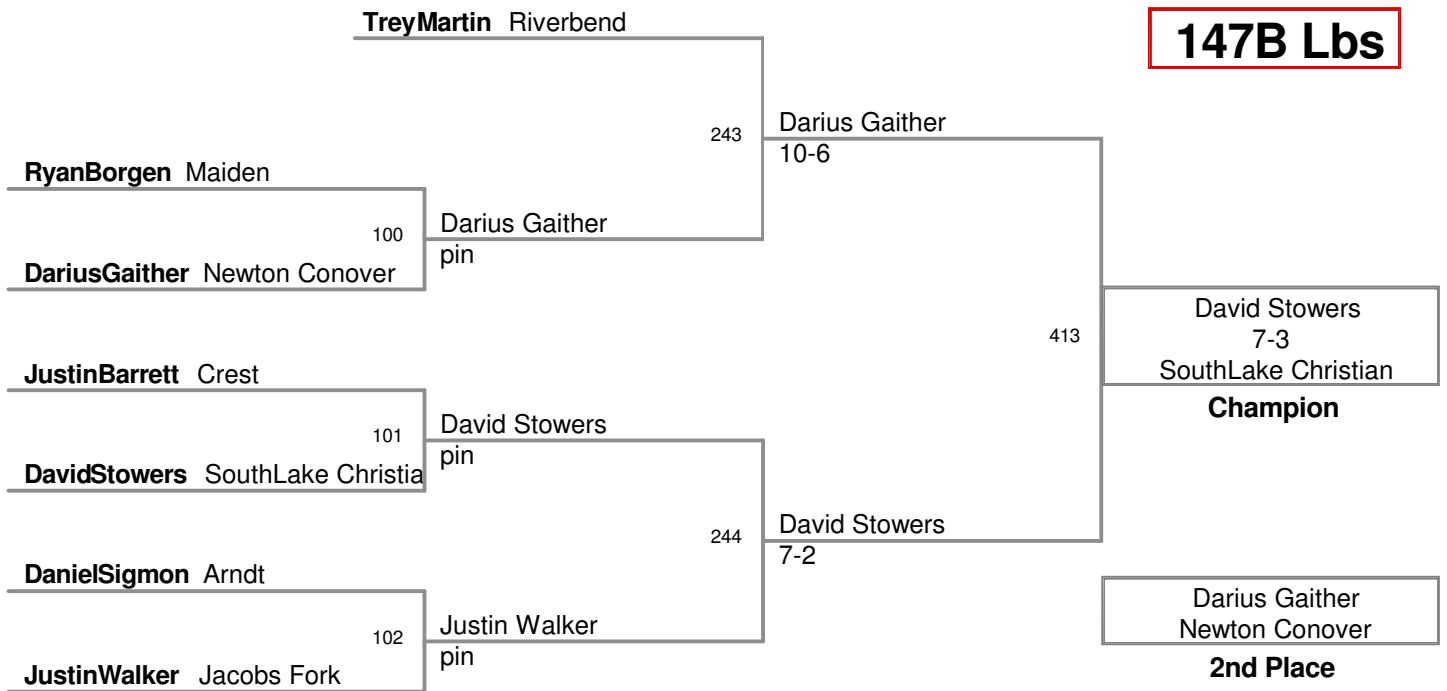 TreyMartin Riverbend
147B Lbs
243
Darius Gaither
10-6
RyanBorgen Maiden
100
Darius Gaither
pin
DariusGaither Newton Conover
413
David Stowers
7-3
SouthLake Christian
Champion
JustinBarrett Crest
101
David Stowers
pin
DavidStowers SouthLake Christia
244
David Stowers
7-2
DanielSigmon Arndt
102
Justin Walker
pin
JustinWalker Jacobs Fork
Darius Gaither
Newton Conover
2nd Place